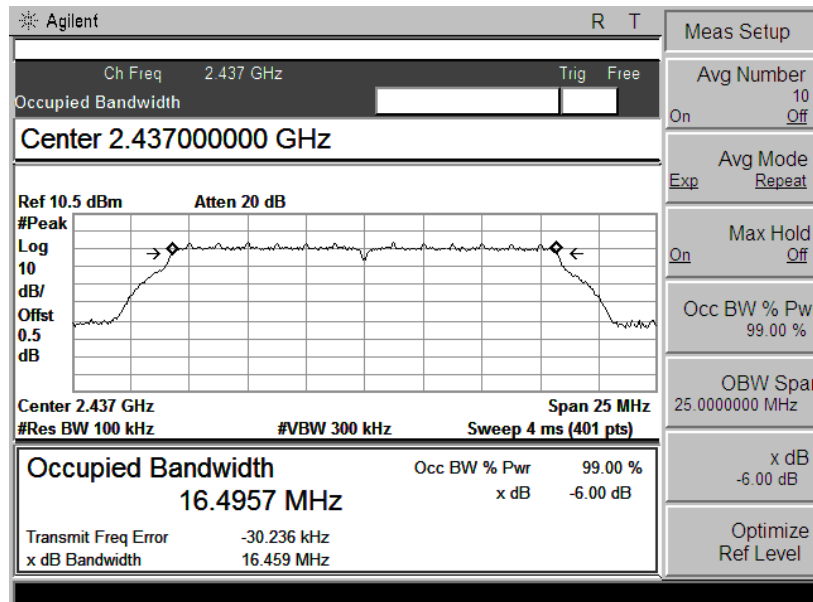 Agilent R T
Ch Freq 2.437 GHz Trig Free
Occupied Bandwidth
Center 2.437000000 GHz
Ref 10.5 dBm Atten 20 dB
#Peak
Log
10
dB/
Offst
0.5
dB
Center 2.437 GHz Span 25 MHz
#Res BW 100 kHz #VBW 300 kHz Sweep 4 ms (401 pts)
Occupied Bandwidth
16.4957 MHz
Occ BW % Pwr 99.00 %
x dB -6.00 dB
Transmit Freq Error -30.236 kHz
x dB Bandwidth 16.459 MHz
Meas Setup
Avg Number
10
On Off
Avg Mode
Exp Repeat
Max Hold
On Off
Occ BW % Pw
99.00 %
OBW Spa
25.0000000 MHz
x dB
-6.00 dB
Optimize
Ref Level